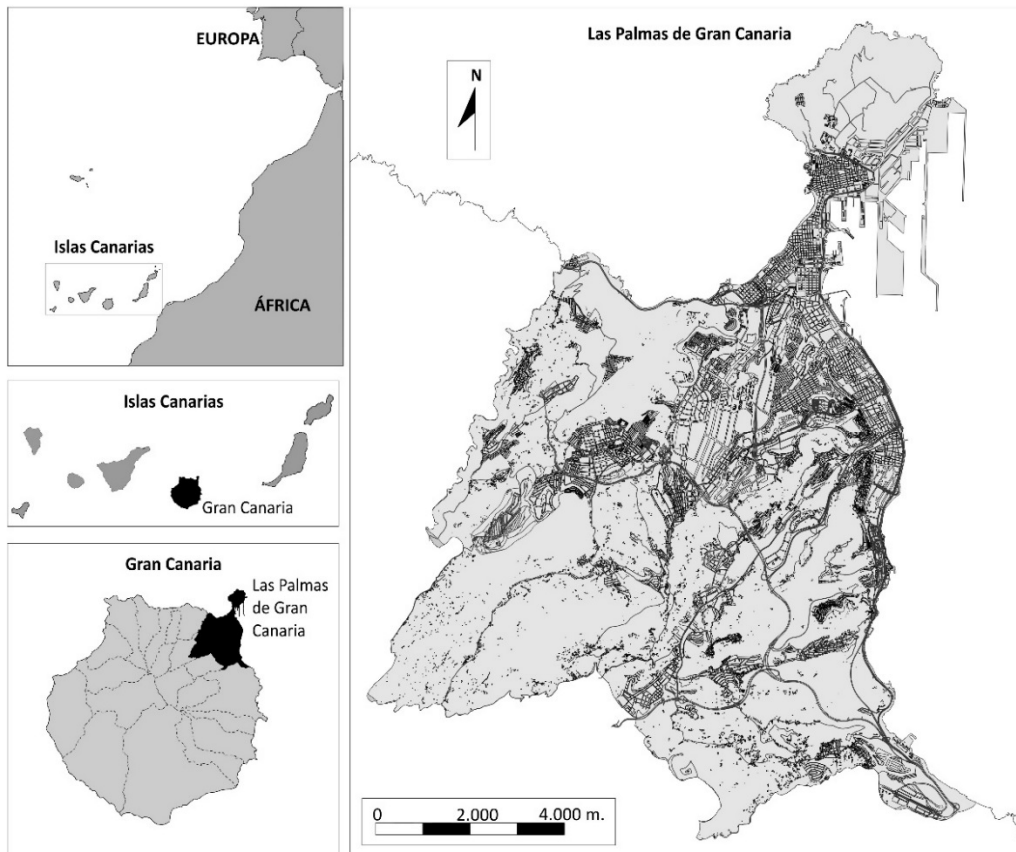 EUROPA
Islas Canarias
ÁFRICA
Islas Canarias
Gran Canaria
Gran Canaria
Las Palmas
de Gran
Canaria
Las Palmas de Gran Canaria
N
0 2.000 4.000 m.